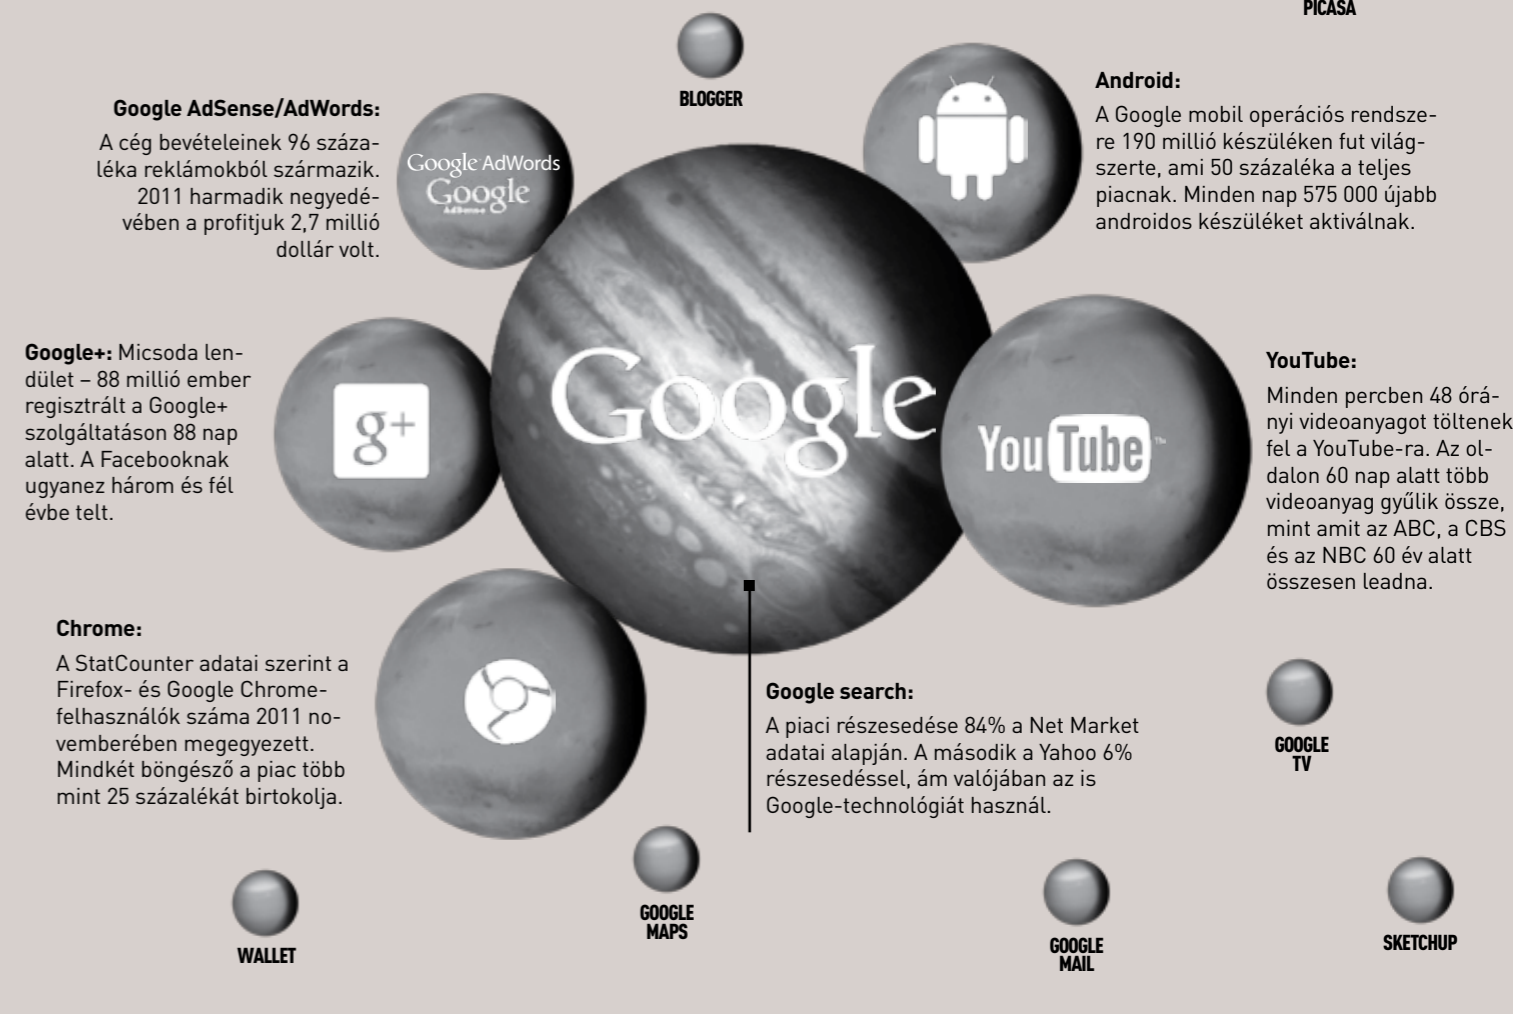 PICASA
BLOGGER
Google AdSense/AdWords:
A cég bevételeinek 96 száza-
léka reklámokból származik.
2011 harmadik negyedé-
vében a profitjuk 2,7 millió
dollár volt.
Google AdWords
Google
AdSense
Android:
A Google mobil operációs rendsze-
re 190 millió készüléken fut világ-
szerte, ami 50 százaléka a teljes
piacnak. Minden nap 575 000 újabb
androidos készüléket aktiválnak.
Google+: Micsoda len-
dület – 88 millió ember
regisztrált a Google+
szolgáltatáson 88 nap
alatt. A Facebooknak
ugyanez három és fél
évbe telt.
g+
Google
YouTube™
YouTube:
Minden percben 48 órá-
nyi videoanyagot töltenek
fel a YouTube-ra. Az ol-
dalon 60 nap alatt több
videoanyag gyűlik össze,
mint amit az ABC, a CBS
és az NBC 60 év alatt
összesen leadna.
Chrome:
A StatCounter adatai szerint a
Firefox- és Google Chrome-
felhasználók száma 2011 no-
vemberében megegyezett.
Mindkét böngésző a piac több
mint 25 százalékát birtokolja.
Google search:
A piaci részesedése 84% a Net Market
adatai alapján. A második a Yahoo 6%
részesedéssel, ám valójában az is
Google-technológiát használ.
GOOGLE
TV
WALLET
GOOGLE
MAPS
GOOGLE
MAIL
SKETCHUP